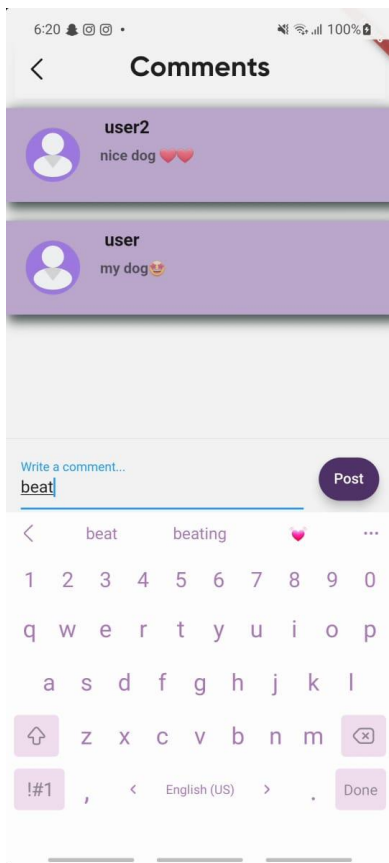 6:20 100%
Comments
user2
nice dog ❤️❤️
user
my dog🤩
Write a comment...
beat
Post
beat beating 💓 ...
1 2 3 4 5 6 7 8 9 0
q w e r t y u i o p
a s d f g h j k l
z x c v b n m
!#1 , < English (US) > . Done